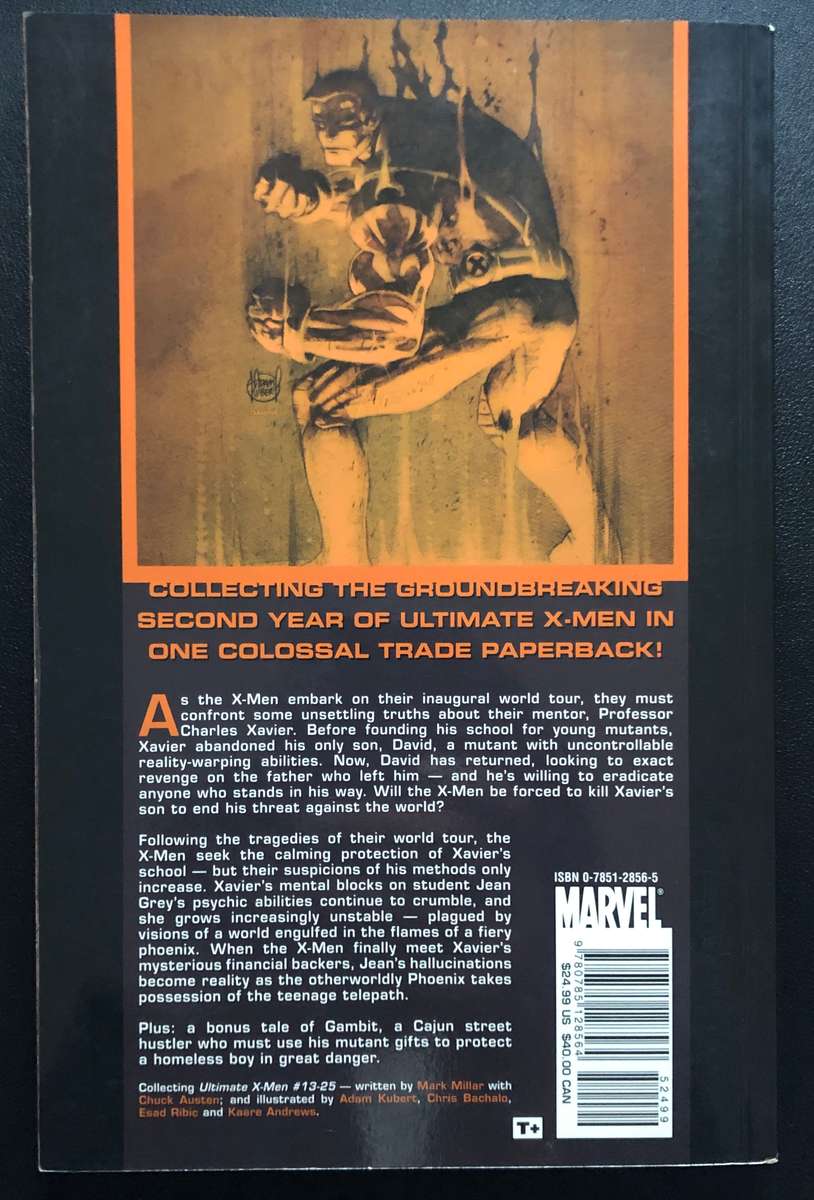 ADAM
KUBERT
COLLECTING THE GROUNDBREAKING
SECOND YEAR OF ULTIMATE X-MEN IN
ONE COLOSSAL TRADE PAPERBACK!
As the X-Men embark on their inaugural world tour, they must
confront some unsettling truths about their mentor, Professor
Charles Xavier. Before founding his school for young mutants,
Xavier abandoned his only son, David, a mutant with uncontrollable
reality-warping abilities. Now, David has returned, looking to exact
revenge on the father who left him — and he's willing to eradicate
anyone who stands in his way. Will the X-Men be forced to kill Xavier's
son to end his threat against the world?
Following the tragedies of their world tour, the
X-Men seek the calming protection of Xavier's
school — but their suspicions of his methods only
increase. Xavier's mental blocks on student Jean
Grey's psychic abilities continue to crumble, and
she grows increasingly unstable — plagued by
visions of a world engulfed in the flames of a fiery
phoenix. When the X-Men finally meet Xavier's
mysterious financial backers, Jean's hallucinations
become reality as the otherworldly Phoenix takes
possession of the teenage telepath.
Plus: a bonus tale of Gambit, a Cajun street
hustler who must use his mutant gifts to protect
a homeless boy in great danger.
Collecting Ultimate X-Men #13-25 — written by Mark Millar with
Chuck Austen; and illustrated by Adam Kubert, Chris Bachalo,
Esad Ribic and Kaare Andrews.
T+
ISBN 0-7851-2856-5
MARVEL®
9 780785 128564
52499
$24.99 US $40.00 CAN